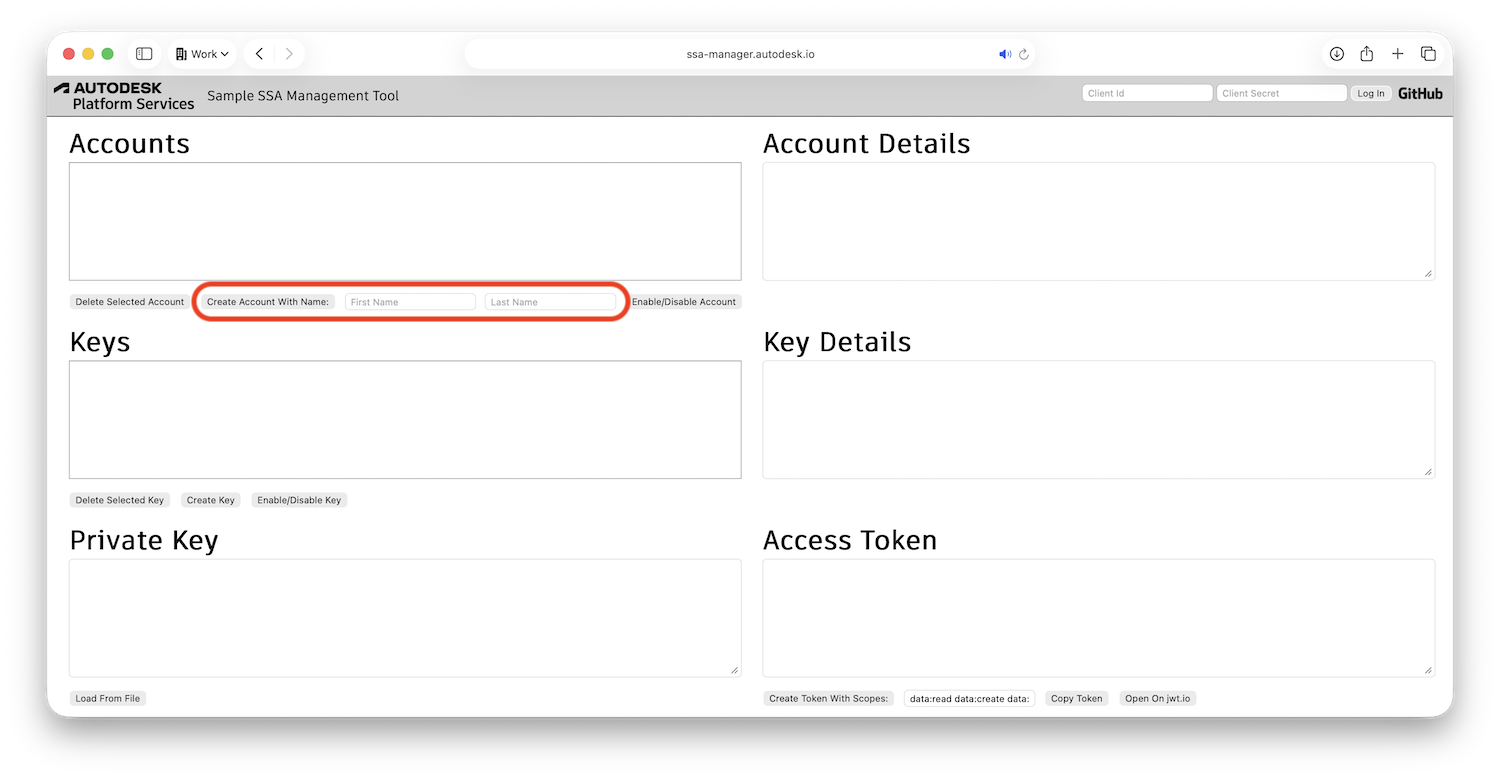 Work
ssa-manager.autodesk.io
AUTODESK
Platform Services
Sample SSA Management Tool
Client Id
Client Secret
Log In
GitHub
Accounts
Account Details
Delete Selected Account
Create Account With Name:
First Name
Last Name
Enable/Disable Account
Keys
Key Details
Delete Selected Key
Create Key
Enable/Disable Key
Private Key
Access Token
Load From File
Create Token With Scopes:
data:read data:create data:
Copy Token
Open On jwt.io